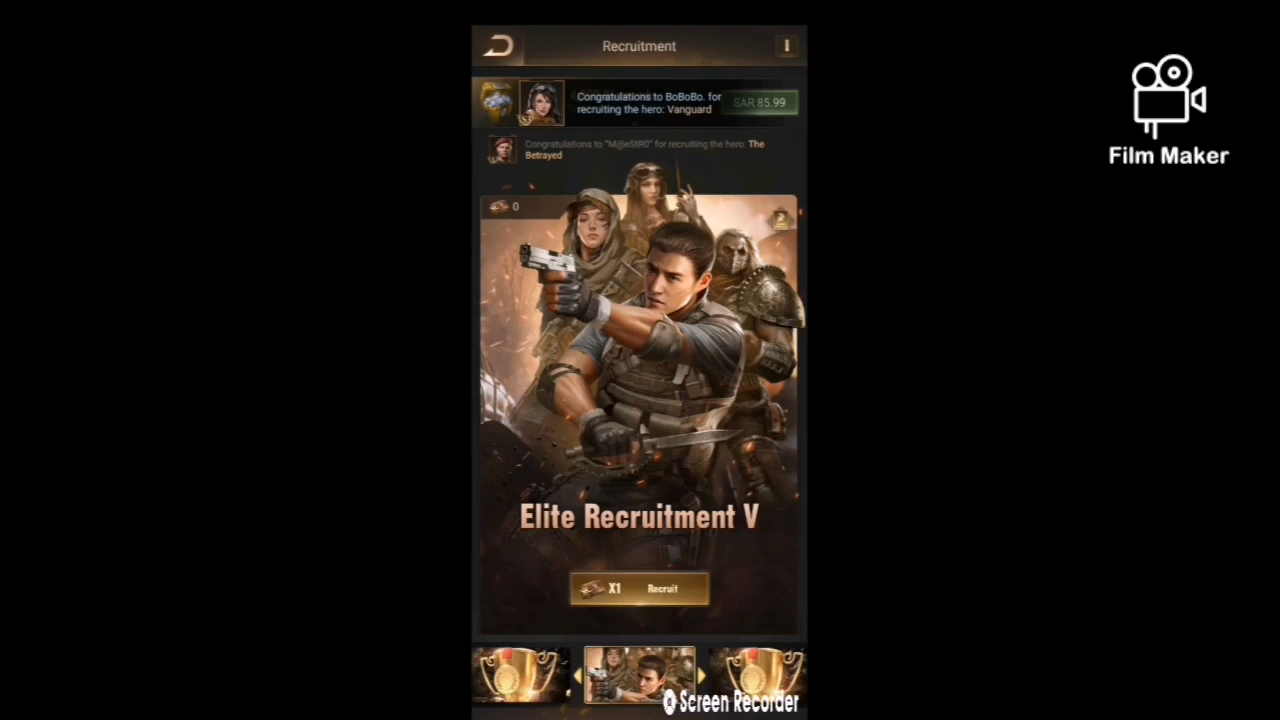 Recruitment
Congratulations to BoBoBo. for
recruiting the hero: Vanguard
SAR 85.99
Congratulations to "M@eStR0" for recruiting the hero: The
Betrayed
0
Elite Recruitment V
X1 Recruit
Screen Recorder
Film Maker